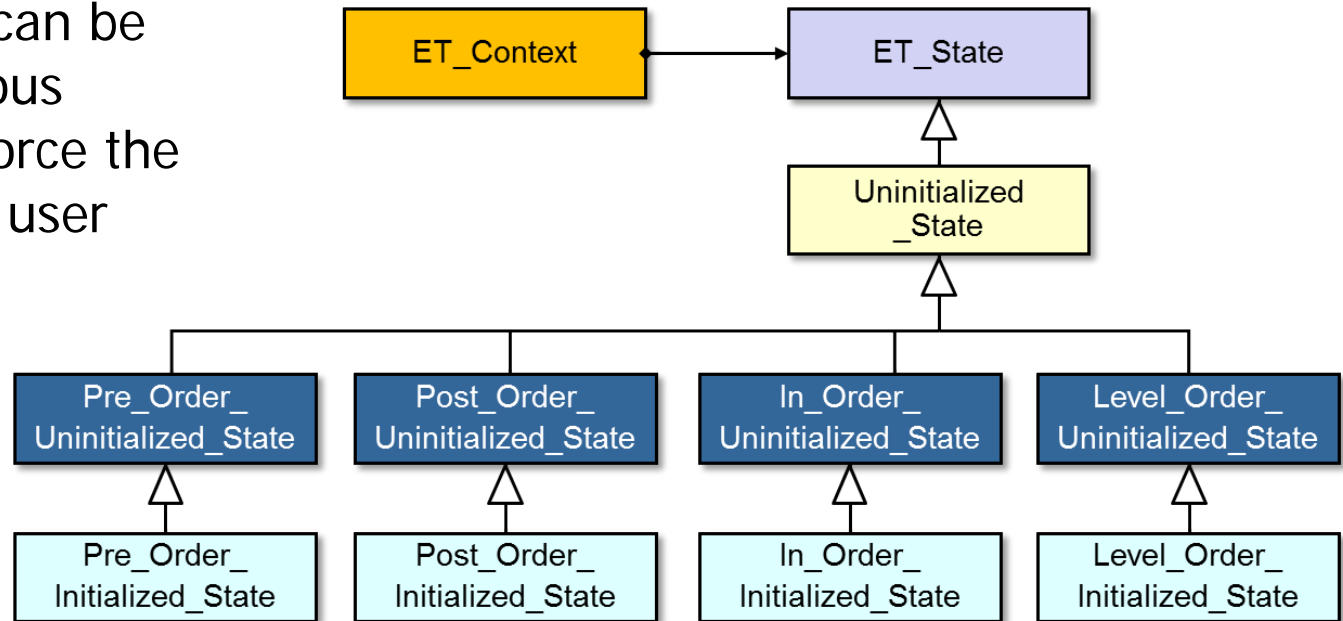 can be
ous
orce the
user
ET_Context
ET_State
Uninitialized
_State
Pre_Order_
Uninitialized_State
Post_Order_
Uninitialized_State
In_Order_
Uninitialized_State
Level_Order_
Uninitialized_State
Pre_Order_
Initialized_State
Post_Order_
Initialized_State
In_Order_
Initialized_State
Level_Order_
Initialized_State